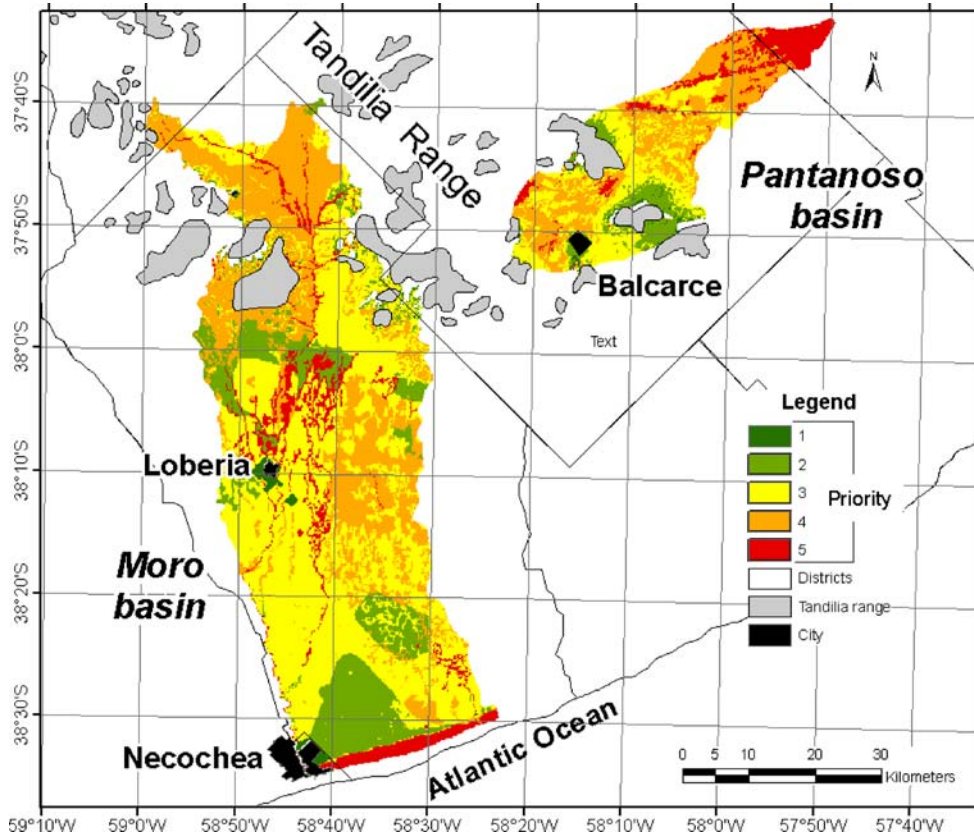 Tandilia Range
N
37°40'S
37°50'S
38°0'S
38°10'S
38°20'S
38°30'S
Pantanoso
basin
Balcarce
Text
Loberia
Moro
basin
Necochea
Atlantic Ocean
Legend
1
2
3
4
5
Priority
Districts
Tandilia range
City
0 5 10 20 30
Kilometers
59°10'W 59°0'W 58°50'W 58°40'W 58°30'W 58°20'W 58°10'W 58°0'W 57°50'W 57°40'W